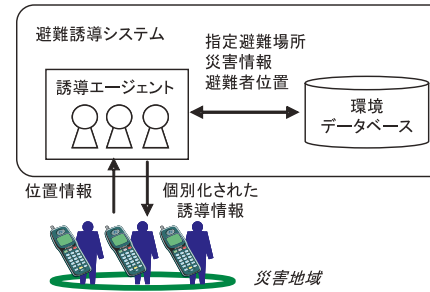 避難誘導システム
指定避難場所
災害情報
避難者位置
誘導エージェント
環境
データベース
位置情報
個別化された
誘導情報
災害地域